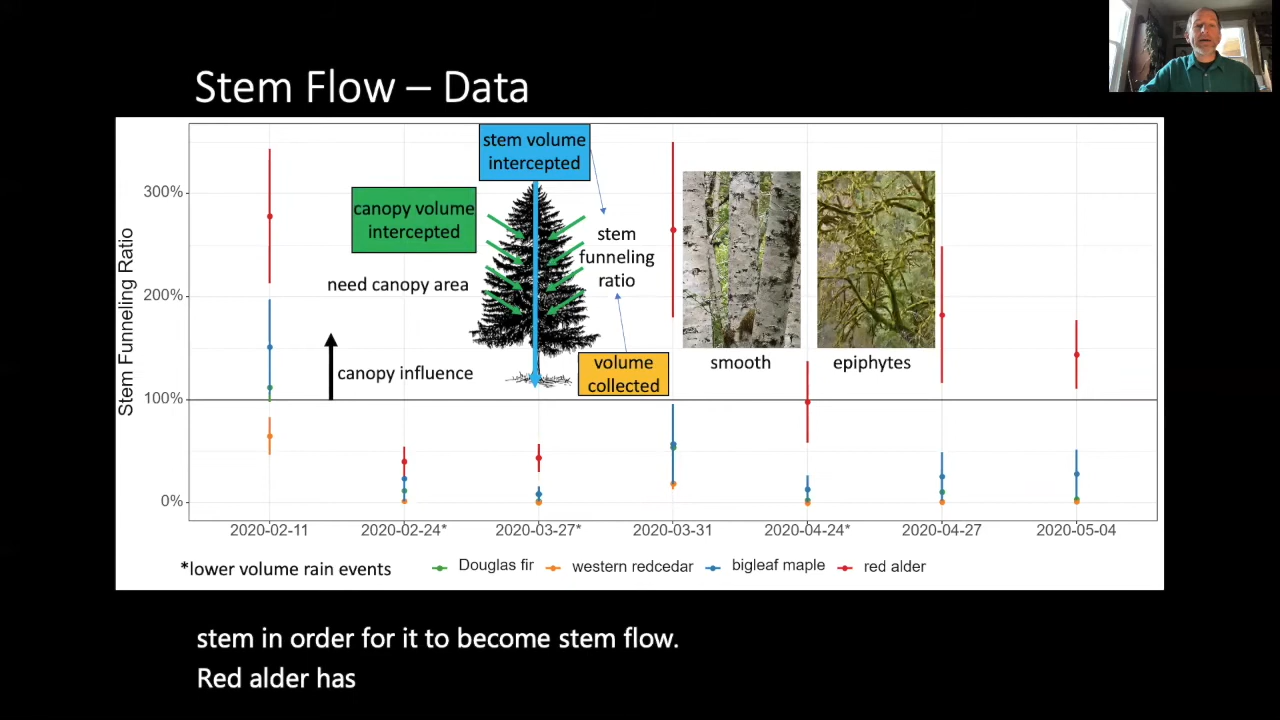 Stem Flow – Data
Stem Funneling Ratio
300%
200%
100%
0%
stem volume
intercepted
canopy volume
intercepted
need canopy area
stem
funneling
ratio
canopy influence
volume
collected
smooth
epiphytes
2020-02-11
2020-02-24*
2020-03-27*
2020-03-31
2020-04-24*
2020-04-27
2020-05-04
*lower volume rain events
Douglas fir
western redcedar
bigleaf maple
red alder
stem in order for it to become stem flow.
Red alder has